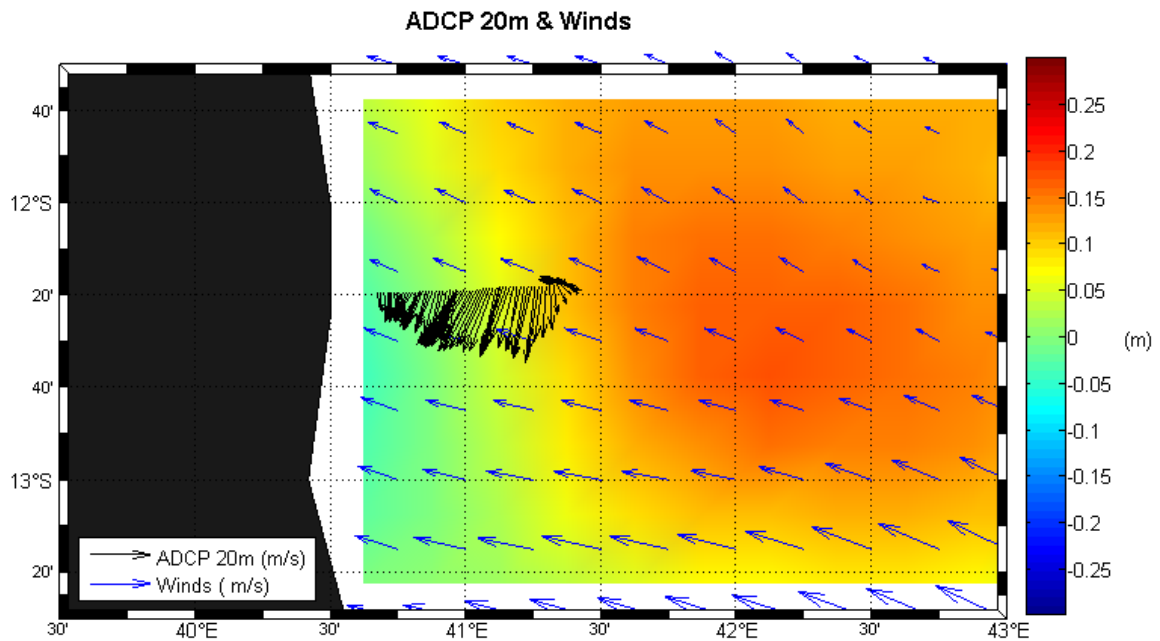 ADCP 20m & Winds
40'
12°S
20'
40'
13°S
20'
30'
40°E
30'
41°E
30'
42°E
30'
43°E
ADCP 20m (m/s)
Winds ( m/s)
0.25
0.2
0.15
0.1
0.05
0
-0.05
-0.1
-0.15
-0.2
-0.25
(m)